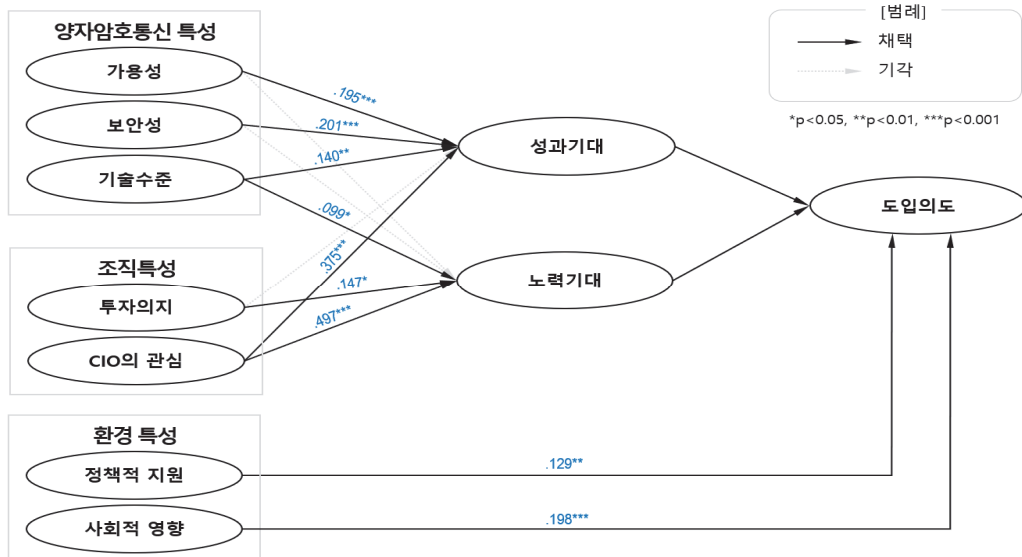 [범례]
채택
기각
*p<0.05, **p<0.01, ***p<0.001
양자암호통신 특성
가용성
보안성
기술수준
.195***
.201***
.140**
.099*
성과기대
도입의도
조직특성
투자의지
CIO의 관심
.375***
.147*
.497***
노력기대
환경 특성
정책적 지원
.129**
사회적 영향
.198***